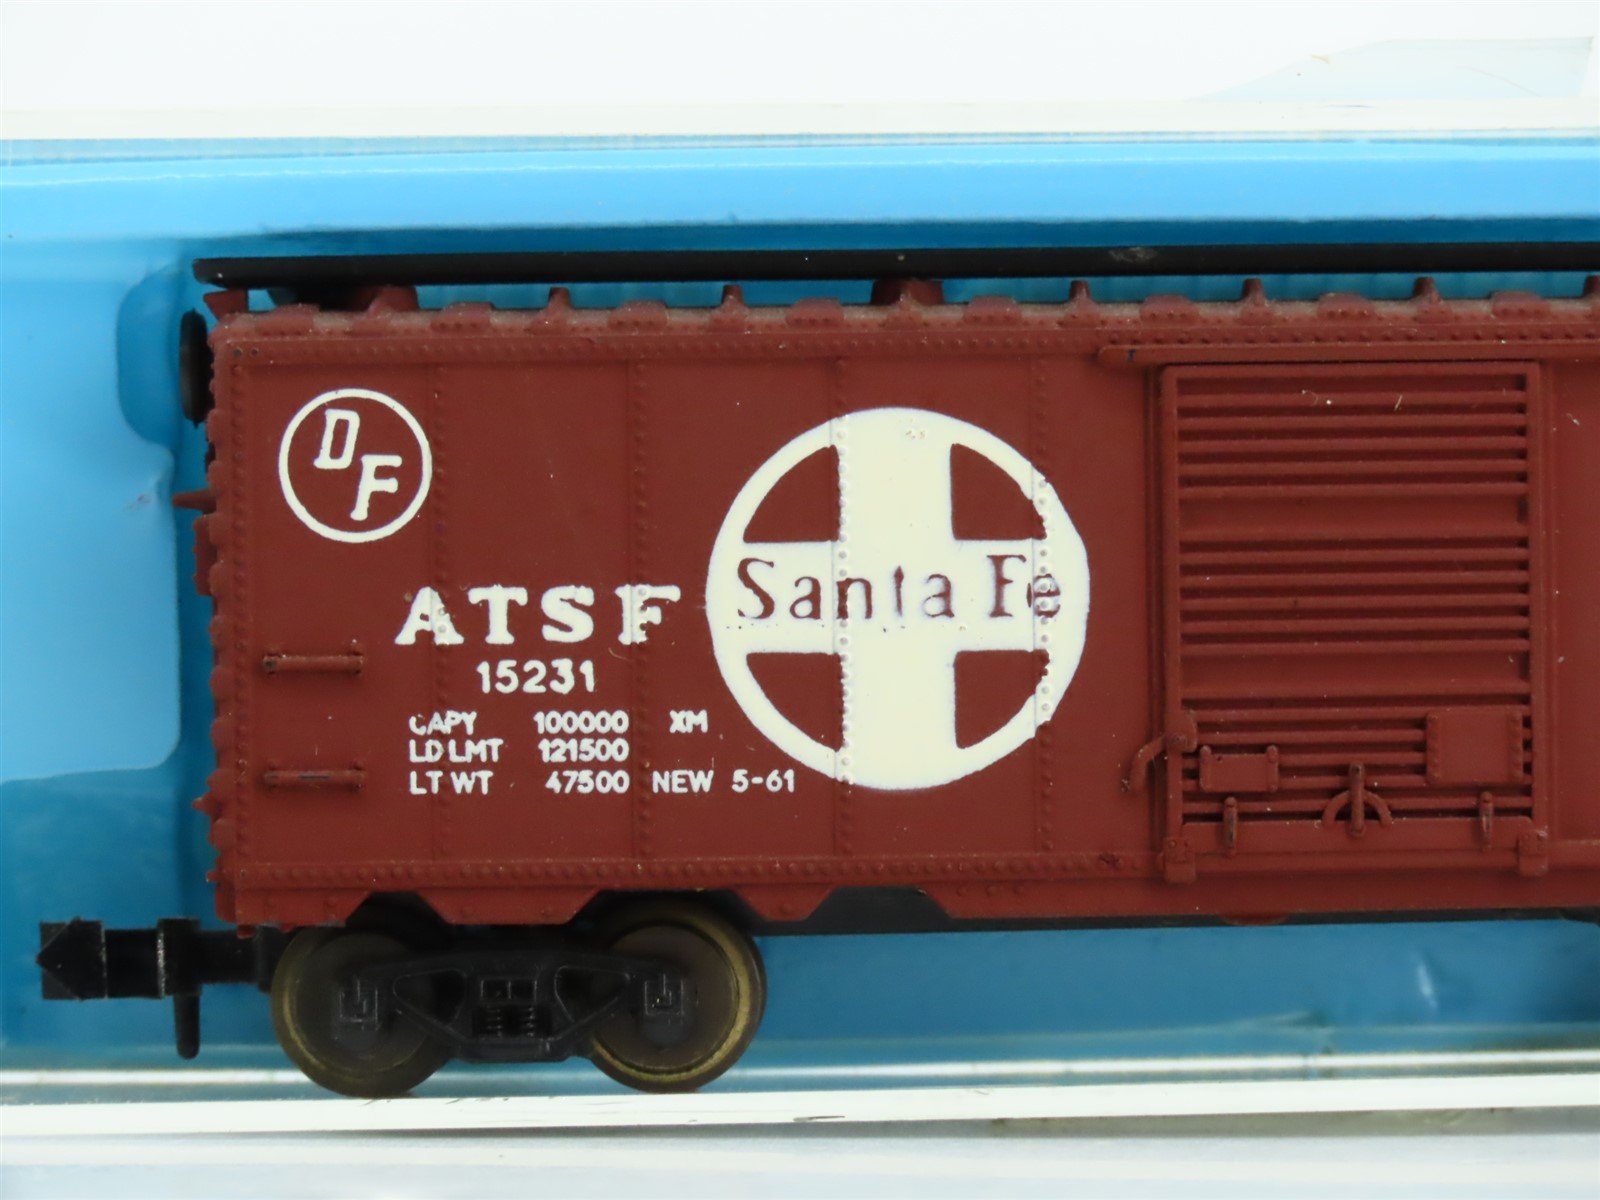 DF
Santa Fe
ATSF
15231
CAPY 100000 XM
LD LMT 121500
LT WT 47500 NEW 5-61